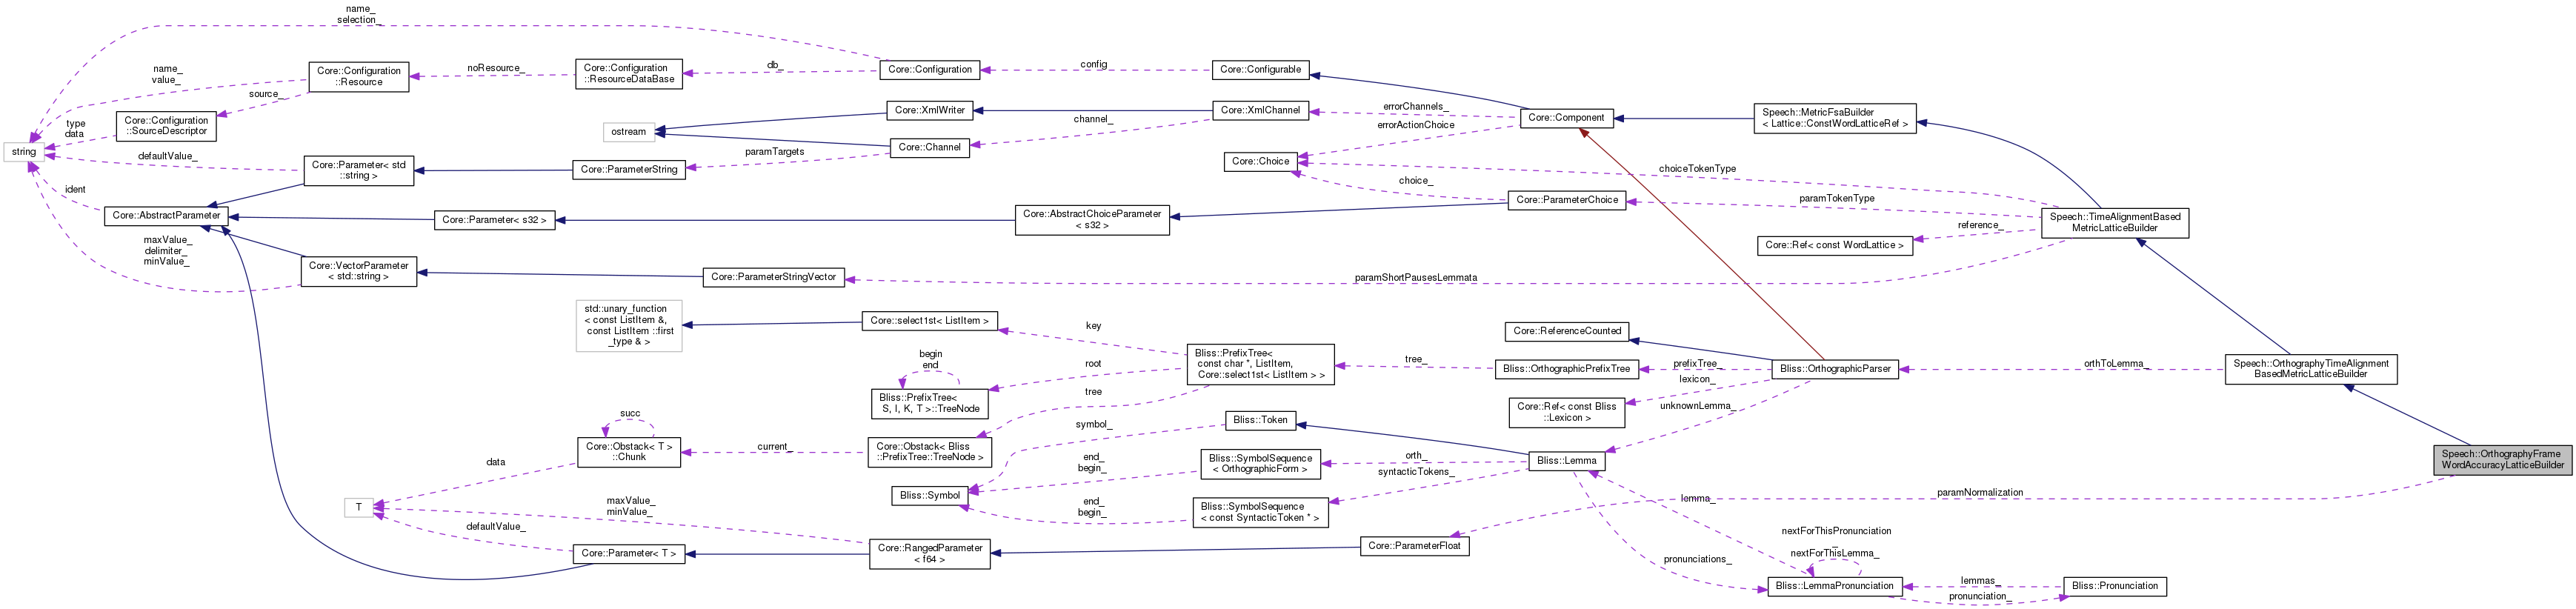 name_
selection_
name_
value_
Core::Configuration
::Resource
noResource_
Core::Configuration
::ResourceDataBase
db_
Core::Configuration
config
Core::Configurable
source_
type
data
Core::Configuration
::SourceDescriptor
ostream
Core::XmlWriter
Core::XmlChannel
errorChannels_
channel_
errorActionChoice
Core::Component
Speech::MetricFsaBuilder
< Lattice::ConstWordLatticeRef >
string
defaultValue_
Core::Parameter< std
::string >
Core::ParameterString
paramTargets
Core::Channel
Core::Choice
choiceTokenType
choice_
ident
Core::AbstractParameter
Core::Parameter< s32 >
Core::AbstractChoiceParameter
< s32 >
Core::ParameterChoice
paramTokenType
Speech::TimeAlignmentBased
MetricLatticeBuilder
reference_
Core::Ref< const WordLattice >
maxValue_
delimiter_
minValue_
Core::VectorParameter
< std::string >
Core::ParameterStringVector
paramShortPausesLemmata
std::unary_function
< const ListItem &,
const ListItem ::first
_type & >
Core::select1st< ListItem >
key
Core::ReferenceCounted
begin
end
root
Bliss::PrefixTree<
const char *, ListItem,
Core::select1st< ListItem > >
tree_
Bliss::OrthographicPrefixTree
prefixTree_
Bliss::OrthographicParser
orthToLemma_
Speech::OrthographyTimeAlignment
BasedMetricLatticeBuilder
Bliss::PrefixTree<
S, I, K, T >::TreeNode
tree
lexicon_
Core::Ref< const Bliss
::Lexicon >
unknownLemma_
succ
Core::Obstack< T >
::Chunk
current_
Core::Obstack< Bliss
::PrefixTree::TreeNode >
symbol_
Bliss::Token
end_
begin_
Bliss::SymbolSequence
< OrthographicForm >
orth_
syntacticTokens_
Bliss::Lemma
Speech::OrthographyFrame
WordAccuracyLatticeBuilder
data
Bliss::Symbol
end_
begin_
Bliss::SymbolSequence
< const SyntacticToken * >
lemma_
paramNormalization
T
maxValue_
minValue_
defaultValue_
Core::Parameter< T >
Core::RangedParameter
< f64 >
Core::ParameterFloat
pronunciations_
nextForThisPronunciation
_
nextForThisLemma_
Bliss::LemmaPronunciation
lemmas_
pronunciation_
Bliss::Pronunciation